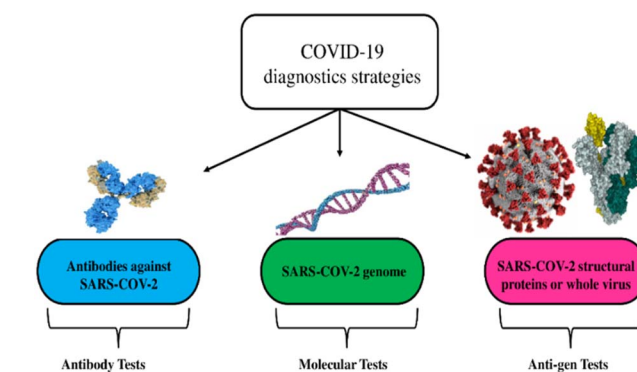 COVID-19
diagnostics strategies
Antibodies against
SARS-COV-2
SARS-COV-2 genome
SARS-COV-2 structural
proteins or whole virus
Antibody Tests
Molecular Tests
Anti-gen Tests